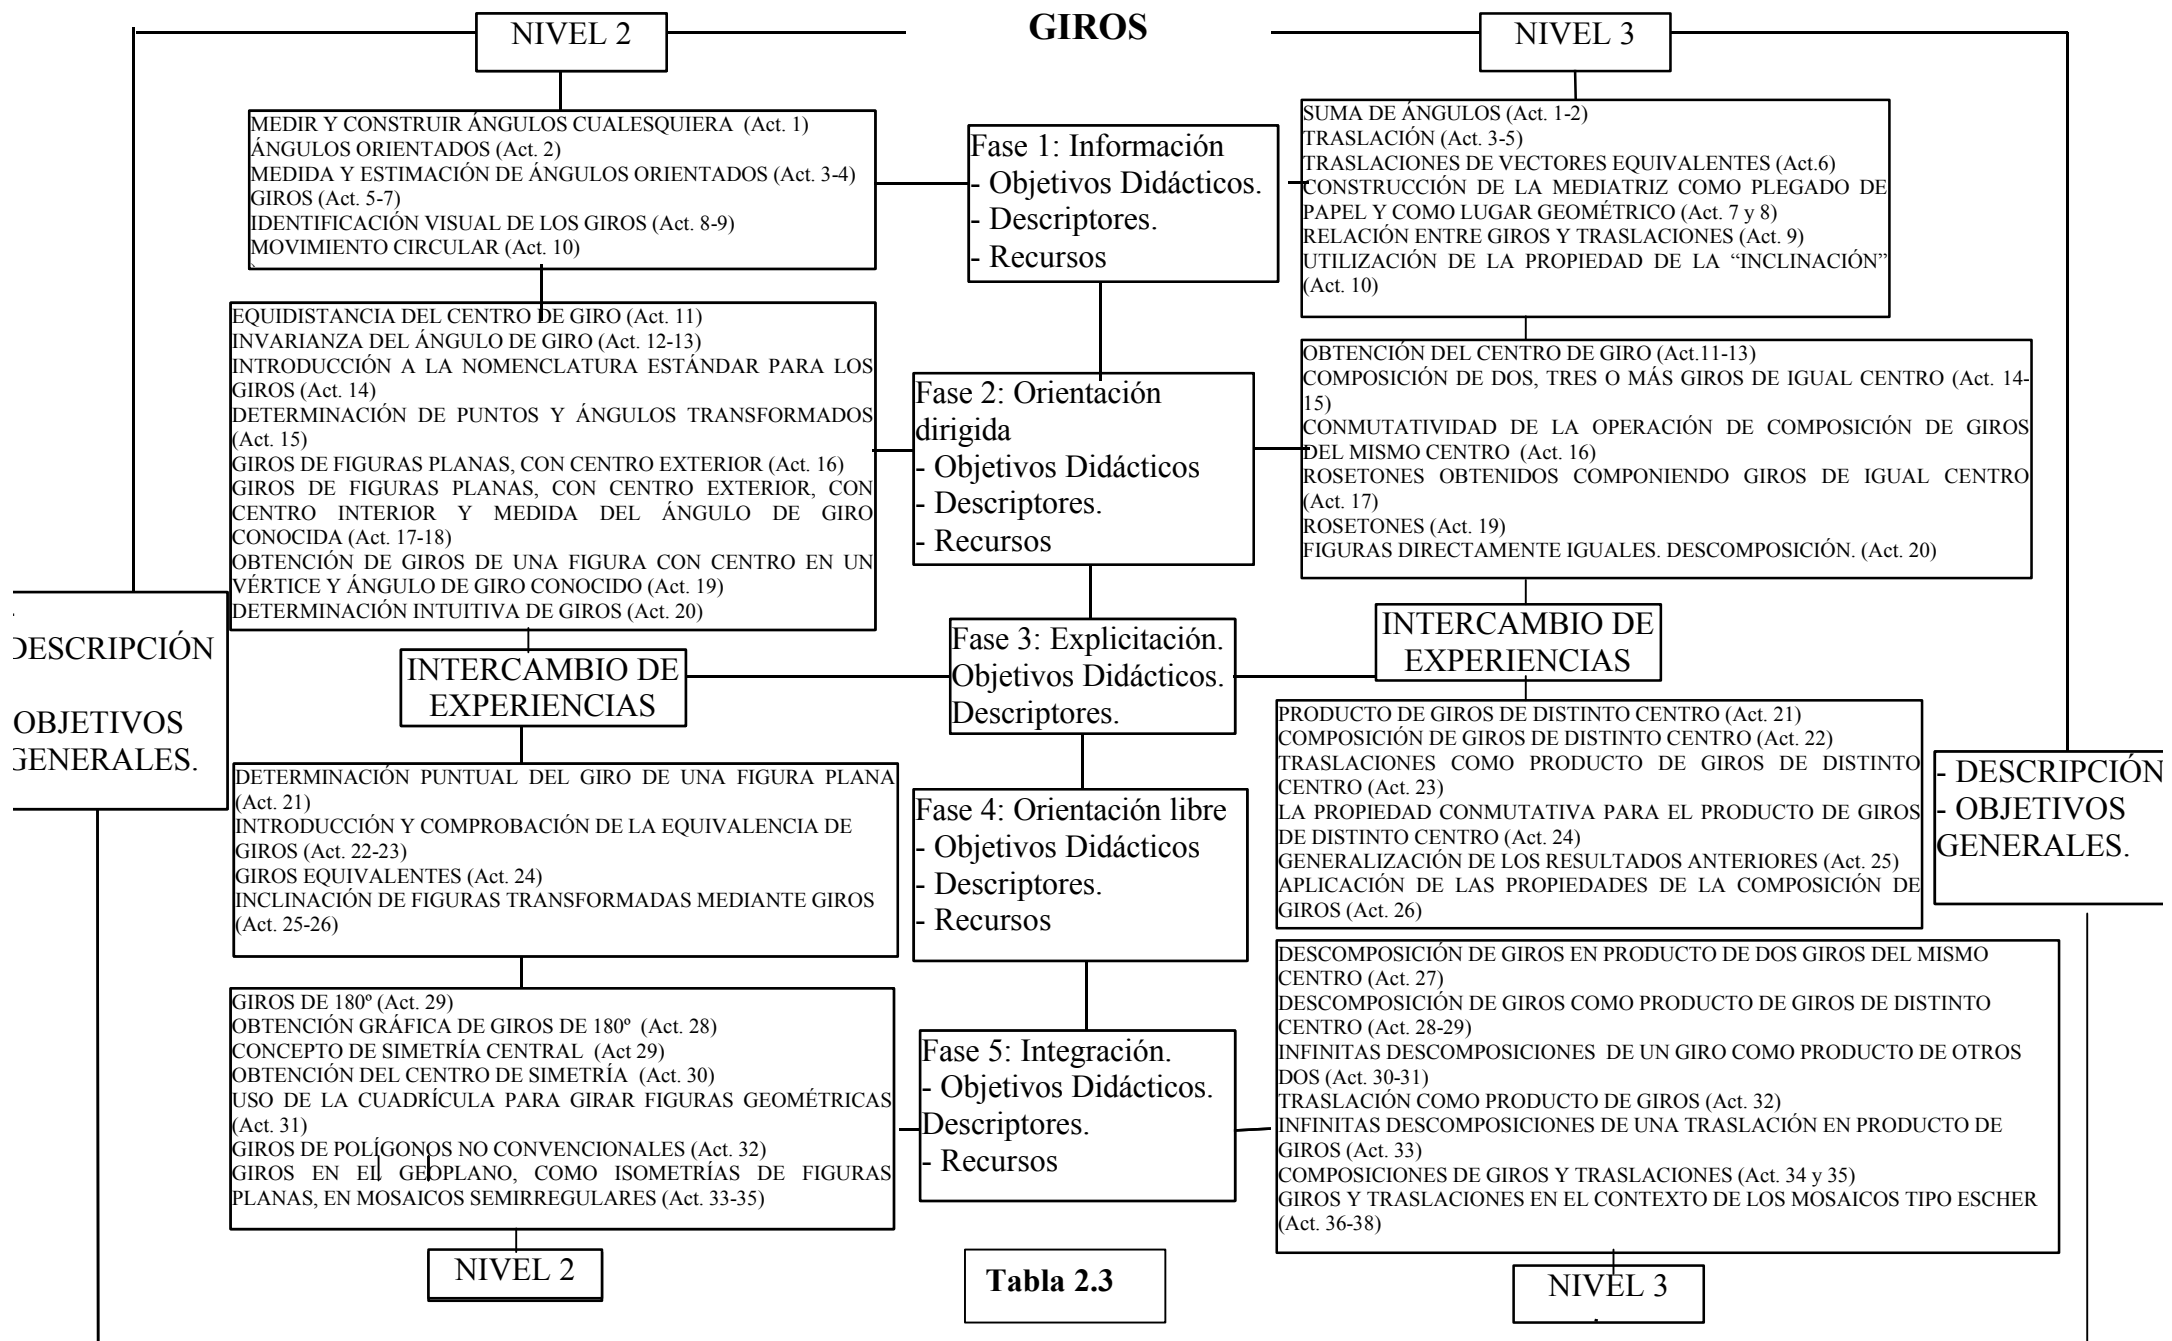 GIROS
NIVEL 2
NIVEL 3
MEDIR Y CONSTRUIR ÁNGULOS CUALESQUIERA (Act. 1)
ÁNGULOS ORIENTADOS (Act. 2)
MEDIDA Y ESTIMACIÓN DE ÁNGULOS ORIENTADOS (Act. 3-4)
GIROS (Act. 5-7)
IDENTIFICACIÓN VISUAL DE LOS GIROS (Act. 8-9)
MOVIMIENTO CIRCULAR (Act. 10)
Fase 1: Información
- Objetivos Didácticos.
- Descriptores.
- Recursos
SUMA DE ÁNGULOS (Act. 1-2)
TRASLACIÓN (Act. 3-5)
TRASLACIONES DE VECTORES EQUIVALENTES (Act.6)
CONSTRUCCIÓN DE LA MEDIATRIZ COMO PLEGADO DE
PAPEL Y COMO LUGAR GEOMÉTRICO (Act. 7 y 8)
RELACIÓN ENTRE GIROS Y TRASLACIONES (Act. 9)
UTILIZACIÓN DE LA PROPIEDAD DE LA “INCLINACIÓN”
(Act. 10)
EQUIDISTANCIA DEL CENTRO DE GIRO (Act. 11)
INVARIANZA DEL ÁNGULO DE GIRO (Act. 12-13)
INTRODUCCIÓN A LA NOMENCLATURA ESTÁNDAR PARA LOS
GIROS (Act. 14)
DETERMINACIÓN DE PUNTOS Y ÁNGULOS TRANSFORMADOS
(Act. 15)
GIROS DE FIGURAS PLANAS, CON CENTRO EXTERIOR (Act. 16)
GIROS DE FIGURAS PLANAS, CON CENTRO EXTERIOR, CON
CENTRO INTERIOR Y MEDIDA DEL ÁNGULO DE GIRO
CONOCIDA (Act. 17-18)
OBTENCIÓN DE GIROS DE UNA FIGURA CON CENTRO EN UN
VÉRTICE Y ÁNGULO DE GIRO CONOCIDO (Act. 19)
DETERMINACIÓN INTUITIVA DE GIROS (Act. 20)
Fase 2: Orientación
dirigida
- Objetivos Didácticos
- Descriptores.
- Recursos
OBTENCIÓN DEL CENTRO DE GIRO (Act.11-13)
COMPOSICIÓN DE DOS, TRES O MÁS GIROS DE IGUAL CENTRO (Act. 14-
15)
CONMUTATIVIDAD DE LA OPERACIÓN DE COMPOSICIÓN DE GIROS
DEL MISMO CENTRO (Act. 16)
ROSETONES OBTENIDOS COMPONIENDO GIROS DE IGUAL CENTRO
(Act. 17)
ROSETONES (Act. 19)
FIGURAS DIRECTAMENTE IGUALES. DESCOMPOSICIÓN. (Act. 20)
-
DESCRIPCIÓN
OBJETIVOS
GENERALES.
INTERCAMBIO DE
EXPERIENCIAS
Fase 3: Explicitación.
Objetivos Didácticos.
Descriptores.
INTERCAMBIO DE
EXPERIENCIAS
DETERMINACIÓN PUNTUAL DEL GIRO DE UNA FIGURA PLANA
(Act. 21)
INTRODUCCIÓN Y COMPROBACIÓN DE LA EQUIVALENCIA DE
GIROS (Act. 22-23)
GIROS EQUIVALENTES (Act. 24)
INCLINACIÓN DE FIGURAS TRANSFORMADAS MEDIANTE GIROS
(Act. 25-26)
Fase 4: Orientación libre
- Objetivos Didácticos
- Descriptores.
- Recursos
PRODUCTO DE GIROS DE DISTINTO CENTRO (Act. 21)
COMPOSICIÓN DE GIROS DE DISTINTO CENTRO (Act. 22)
TRASLACIONES COMO PRODUCTO DE GIROS DE DISTINTO
CENTRO (Act. 23)
LA PROPIEDAD CONMUTATIVA PARA EL PRODUCTO DE GIROS
DE DISTINTO CENTRO (Act. 24)
GENERALIZACIÓN DE LOS RESULTADOS ANTERIORES (Act. 25)
APLICACIÓN DE LAS PROPIEDADES DE LA COMPOSICIÓN DE
GIROS (Act. 26)
- DESCRIPCIÓN
- OBJETIVOS
GENERALES.
GIROS DE 180º (Act. 29)
OBTENCIÓN GRÁFICA DE GIROS DE 180º (Act. 28)
CONCEPTO DE SIMETRÍA CENTRAL (Act 29)
OBTENCIÓN DEL CENTRO DE SIMETRÍA (Act. 30)
USO DE LA CUADRÍCULA PARA GIRAR FIGURAS GEOMÉTRICAS
(Act. 31)
GIROS DE POLÍGONOS NO CONVENCIONALES (Act. 32)
GIROS EN EL GEOPLANO, COMO ISOMETRÍAS DE FIGURAS
PLANAS, EN MOSAICOS SEMIRREGULARES (Act. 33-35)
Fase 5: Integración.
- Objetivos Didácticos.
Descriptores.
- Recursos
DESCOMPOSICIÓN DE GIROS EN PRODUCTO DE DOS GIROS DEL MISMO
CENTRO (Act. 27)
DESCOMPOSICIÓN DE GIROS COMO PRODUCTO DE GIROS DE DISTINTO
CENTRO (Act. 28-29)
INFINITAS DESCOMPOSICIONES DE UN GIRO COMO PRODUCTO DE OTROS
DOS (Act. 30-31)
TRASLACIÓN COMO PRODUCTO DE GIROS (Act. 32)
INFINITAS DESCOMPOSICIONES DE UNA TRASLACIÓN EN PRODUCTO DE
GIROS (Act. 33)
COMPOSICIONES DE GIROS Y TRASLACIONES (Act. 34 y 35)
GIROS Y TRASLACIONES EN EL CONTEXTO DE LOS MOSAICOS TIPO ESCHER
(Act. 36-38)
NIVEL 2
Tabla 2.3
NIVEL 3